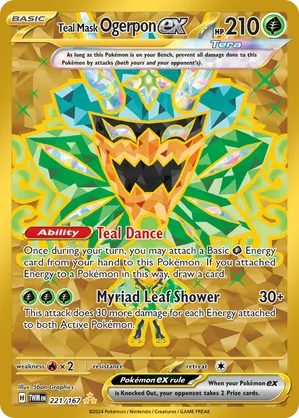 BASIC
Teal Mask Ogerpon ex HP 210
Tera
As long as this Pokémon is on your Bench, prevent all damage done to this
Pokémon by attacks (both yours and your opponent's).
Ability Teal Dance
Once during your turn, you may attach a Basic Energy
card from your hand to this Pokémon. If you attached
Energy to a Pokémon in this way, draw a card.
Myriad Leaf Shower 30+
This attack does 30 more damage for each Energy attached
to both Active Pokémon.
weakness ×2 resistance retreat
Illus. 5ban Graphics
Pokémon ex rule
When your Pokémon ex
is Knocked Out, your opponent takes 2 Prize cards.
H TWM EN 221/167
©2024 Pokémon / Nintendo / Creatures / GAME FREAK